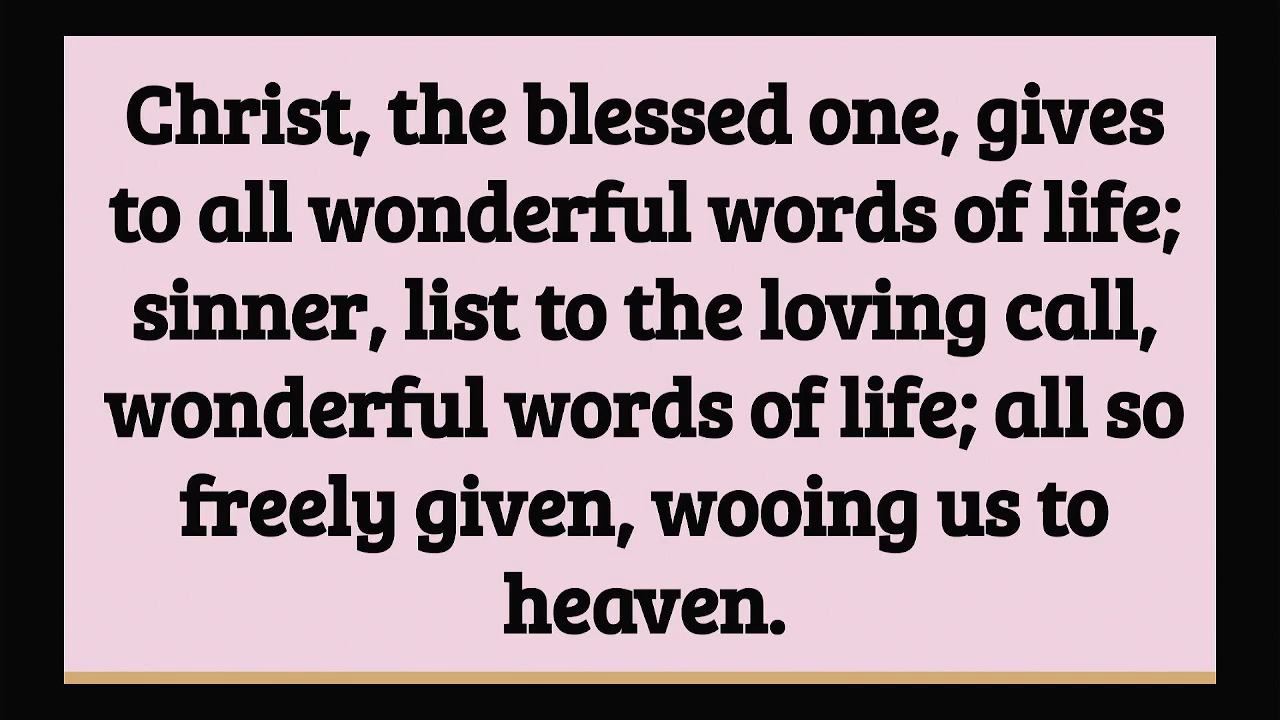 Christ, the blessed one, gives
to all wonderful words of life;
sinner, list to the loving call,
wonderful words of life; all so
freely given, wooing us to
heaven.